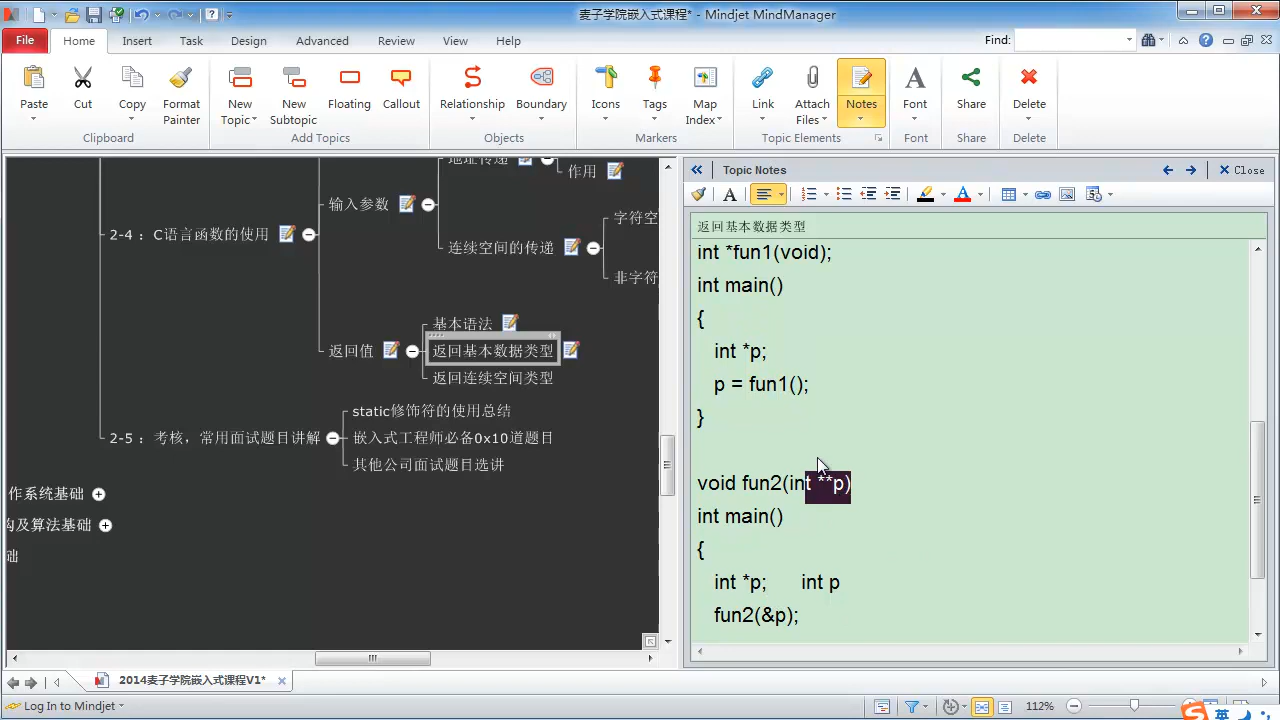 麦子学院嵌入式课程* - Mindjet MindManager
File Home Insert Task Design Advanced Review View Help Find:
Paste Cut Copy Format Painter New Topic New Subtopic Floating Callout Relationship Boundary Icons Tags Map Index Link Attach Files Notes Font Share Delete
Clipboard Add Topics Objects Markers Topic Elements Font Share Delete
地址传递
作用
输入参数
字符空
2-4 : C语言函数的使用
连续空间的传递
非字符
基本语法
返回值
返回基本数据类型
返回连续空间类型
static修饰符的使用总结
2-5 : 考核，常用面试题目讲解
嵌入式工程师必备0x10道题目
其他公司面试题目选讲
作系统基础
构及算法基础
础
Topic Notes Close
返回基本数据类型
int *fun1(void);
int main()
{
int *p;
p = fun1();
}
void fun2(int **p)
int main()
{
int *p; int p
fun2(&p);
2014麦子学院嵌入式课程V1*
Log In to Mindjet 112%
英